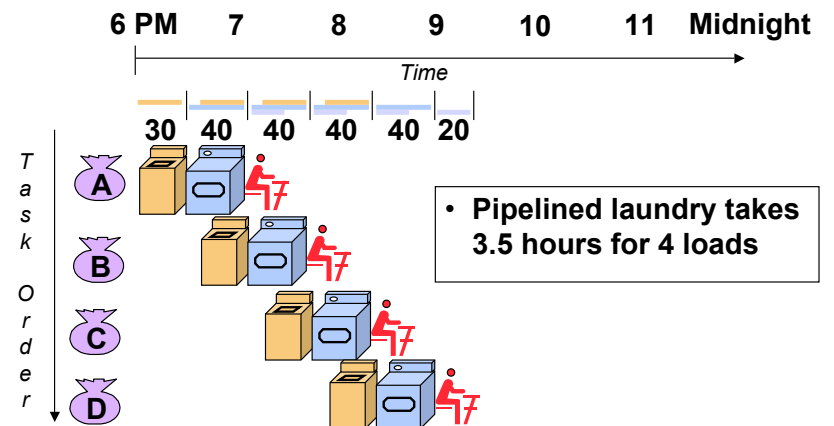 6 PM 7 8 9 10 11 Midnight
Time
30 40 40 40 40 20
Task Order
A
• Pipelined laundry takes
3.5 hours for 4 loads
B
C
D